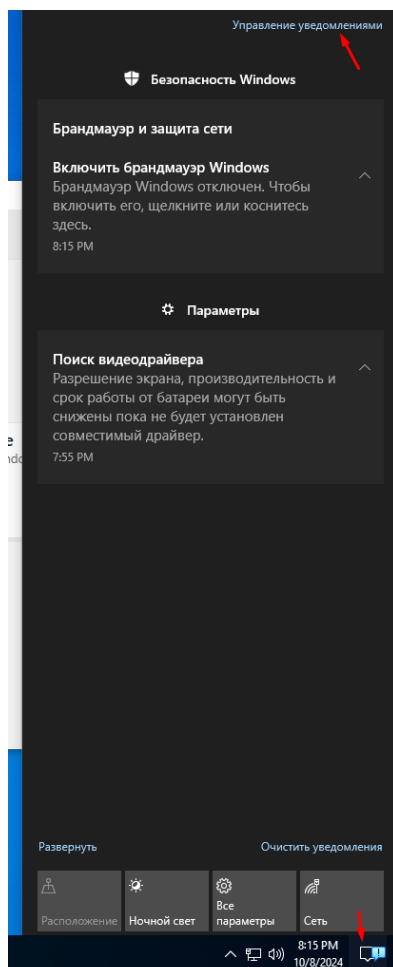 Управление уведомлениями
Безопасность Windows
Брандмауэр и защита сети
Включить брандмауэр Windows
Брандмауэр Windows отключен. Чтобы
включить его, щелкните или коснитесь
здесь.
8:15 PM
Параметры
Поиск видеодрайвера
Разрешение экрана, производительность и
срок работы от батареи могут быть
снижены пока не будет установлен
совместимый драйвер.
7:55 PM
Развернуть
Очистить уведомления
Расположение
Ночной свет
Все
параметры
Сеть
8:15 PM
10/8/2024